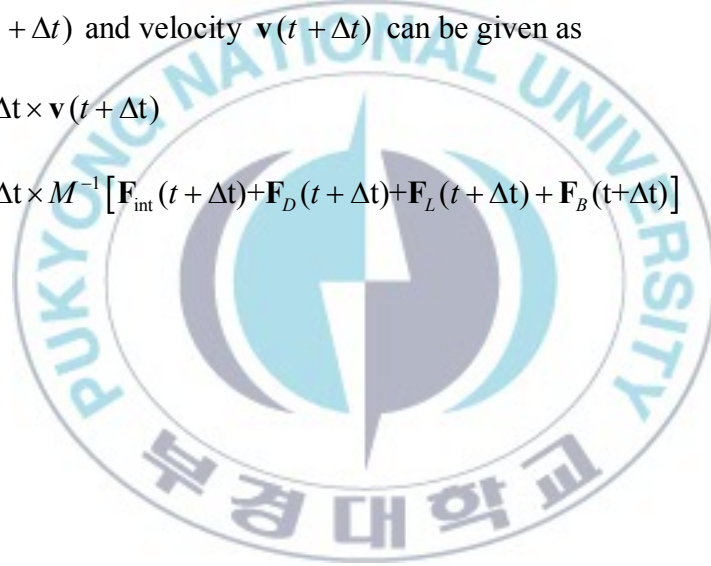 + Δt) and velocity v(t + Δt) can be given as
Δt × v(t + Δt)
Δt × M⁻¹[F_int(t + Δt)+F_D(t + Δt)+F_L(t + Δt) + F_B(t+Δt)]
PUKYONG NATIONAL UNIVERSITY
부경대학교